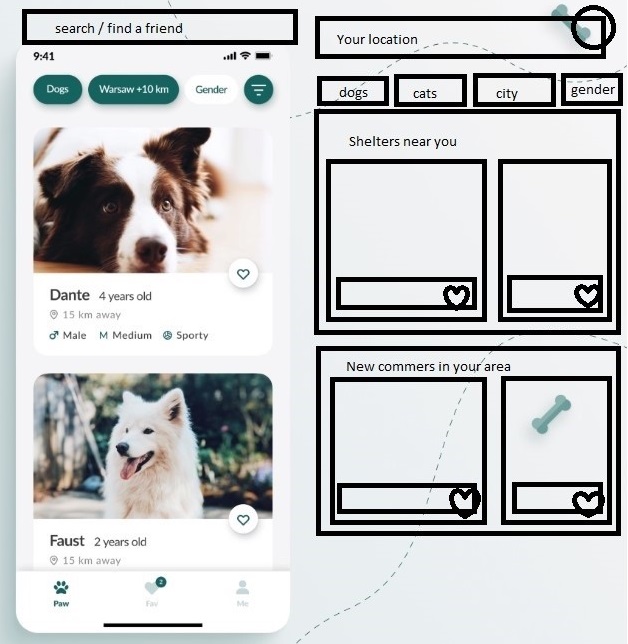 search / find a friend
9:41
Dogs
Warsaw +10 km
Gender
Dante 4 years old
15 km away
Male M Medium Sporty
Faust 2 years old
15 km away
2
Paw Fav Me
Your location
dogs cats city gender
Shelters near you
New commers in your area